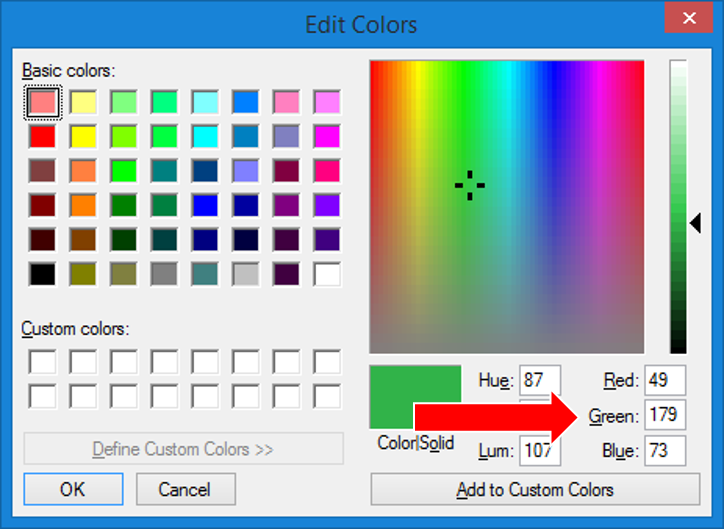 Edit Colors
Basic colors:
Custom colors:
Define Custom Colors >>
OK
Cancel
Color|Solid
Hue: 87
Lum: 107
Red: 49
Green: 179
Blue: 73
Add to Custom Colors